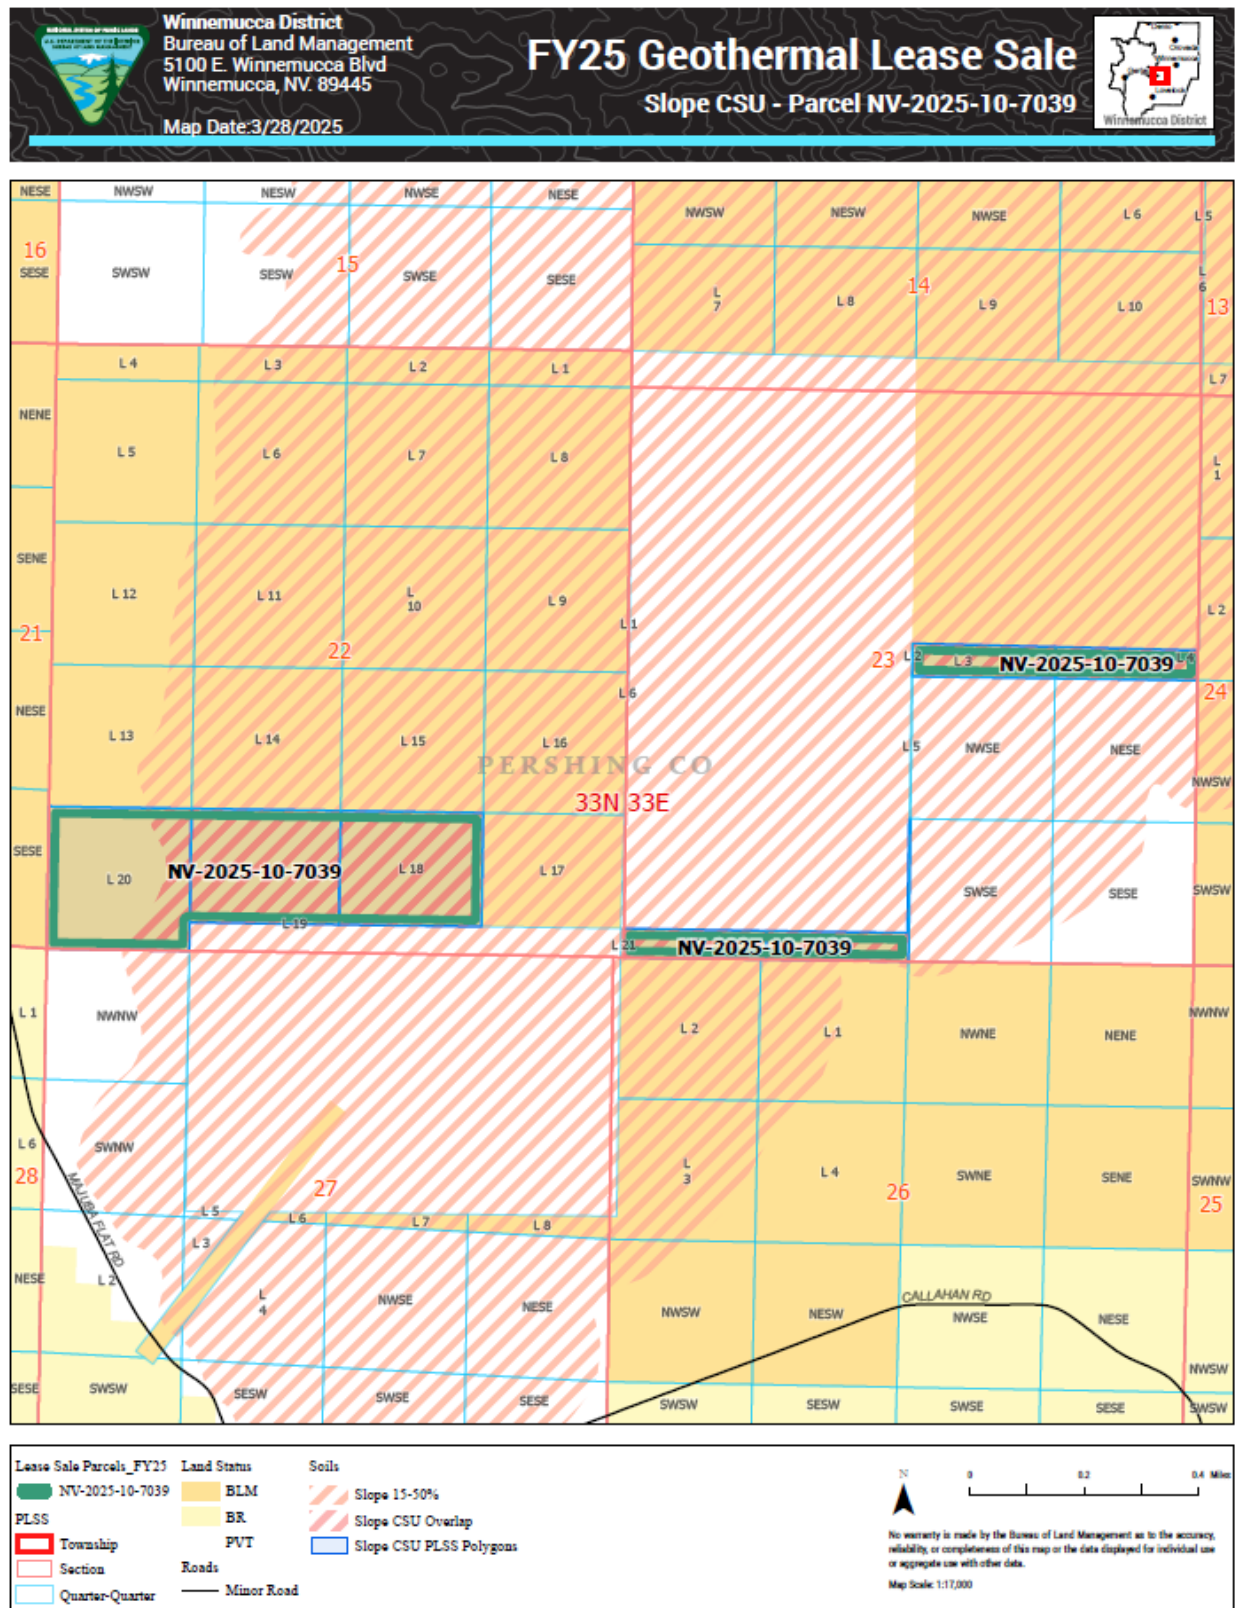 Winnemucca District
Bureau of Land Management
5100 E. Winnemucca Blvd
Winnemucca, NV. 89445
Map Date:3/28/2025
FY25 Geothermal Lease Sale
Slope CSU - Parcel NV-2025-10-7039
Winnemucca
Lovelock
Winnemucca District
NESE NWSW NESW NWSE NESE
NWSW NESW NWSE L 6 L 5
16
SESE SWSW SESW 15 SWSE SESE
L 7 L 8 14 L 9 L 10 L 6 13
L 4 L 3 L 2 L 1
L 7
NENE
L 5 L 6 L 7 L 8
L 1
SENE
L 12 L 11 L 10 L 9
L 1 L 2
21 22
23 L 2 L 3 NV-2025-10-7039 L 4
24
NESE L 6
L 13 L 14 L 15 L 16
L 5 NWSE NESE
PERSHING CO
NWSW
33N 33E
SESE L 20 NV-2025-10-7039 L 18 L 17
SWSE SESE SWSW
L 19
L 21 NV-2025-10-7039
L 1 NWNW
L 2 L 1 NWNE NENE NWNW
L 6 SWNW
L 3 L 4 SWNE SENE SWNW
28 27 26 25
MAJUBA FLAT RD
L 5 L 6 L 7 L 8
L 3
NESE L 2
L 4 NWSE NESE
NWSW NESW
CALLAHAN RD
NWSE NESE
NWSW
SESE SWSW SESW SWSE SESE
SWSW SESW SWSE SESE SWSW
Lease Sale Parcels_FY25
NV-2025-10-7039
PLSS
Township
Section
Quarter-Quarter
Land Status
BLM
BR
PVT
Roads
Minor Road
Soils
Slope 15-50%
Slope CSU Overlap
Slope CSU PLSS Polygons
N
0 0.2 0.4 Miles
No warranty is made by the Bureau of Land Management as to the accuracy,
reliability, or completeness of this map or the data displayed for individual use
or aggregate use with other data.
Map Scale: 1:17,000